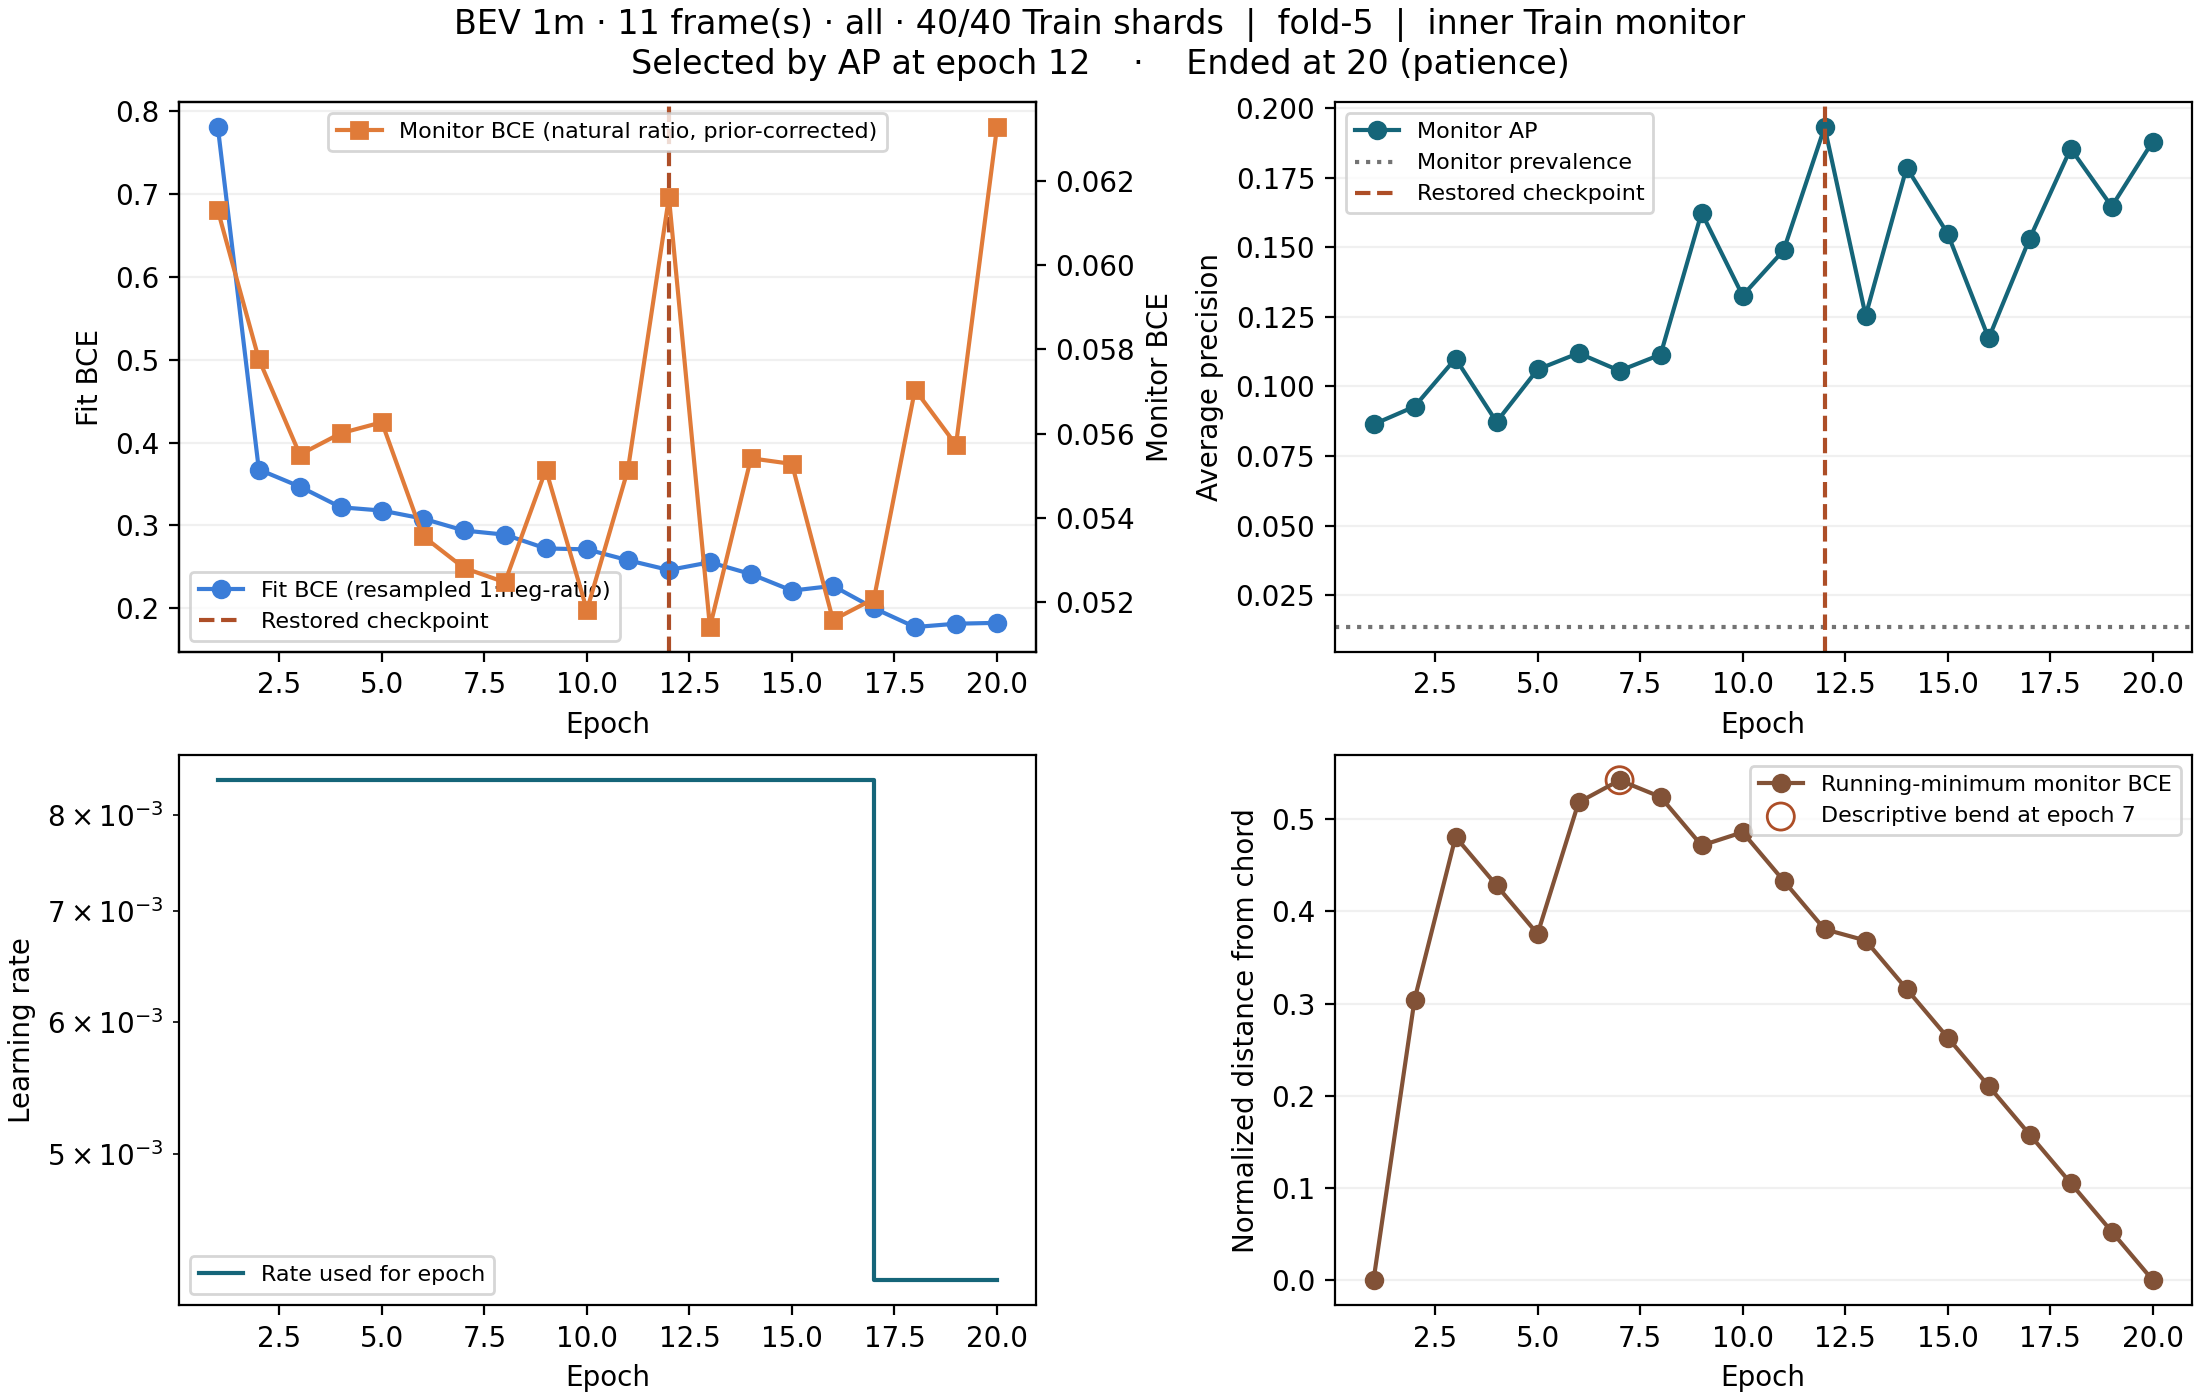 BEV 1m · 11 frame(s) · all · 40/40 Train shards | fold-5 | inner Train monitor
Selected by AP at epoch 12 · Ended at 20 (patience)
Monitor BCE (natural ratio, prior-corrected)
Fit BCE (resampled 1:neg-ratio)
Restored checkpoint
0.8
0.7
0.6
0.5
0.4
0.3
0.2
Fit BCE
0.062
0.060
0.058
0.056
0.054
0.052
Monitor BCE
2.5 5.0 7.5 10.0 12.5 15.0 17.5 20.0
Epoch
Monitor AP
Monitor prevalence
Restored checkpoint
0.200
0.175
0.150
0.125
0.100
0.075
0.050
0.025
Average precision
2.5 5.0 7.5 10.0 12.5 15.0 17.5 20.0
Epoch
8 × 10⁻³
7 × 10⁻³
6 × 10⁻³
5 × 10⁻³
Learning rate
Rate used for epoch
2.5 5.0 7.5 10.0 12.5 15.0 17.5 20.0
Epoch
Running-minimum monitor BCE
Descriptive bend at epoch 7
0.5
0.4
0.3
0.2
0.1
0.0
Normalized distance from chord
2.5 5.0 7.5 10.0 12.5 15.0 17.5 20.0
Epoch